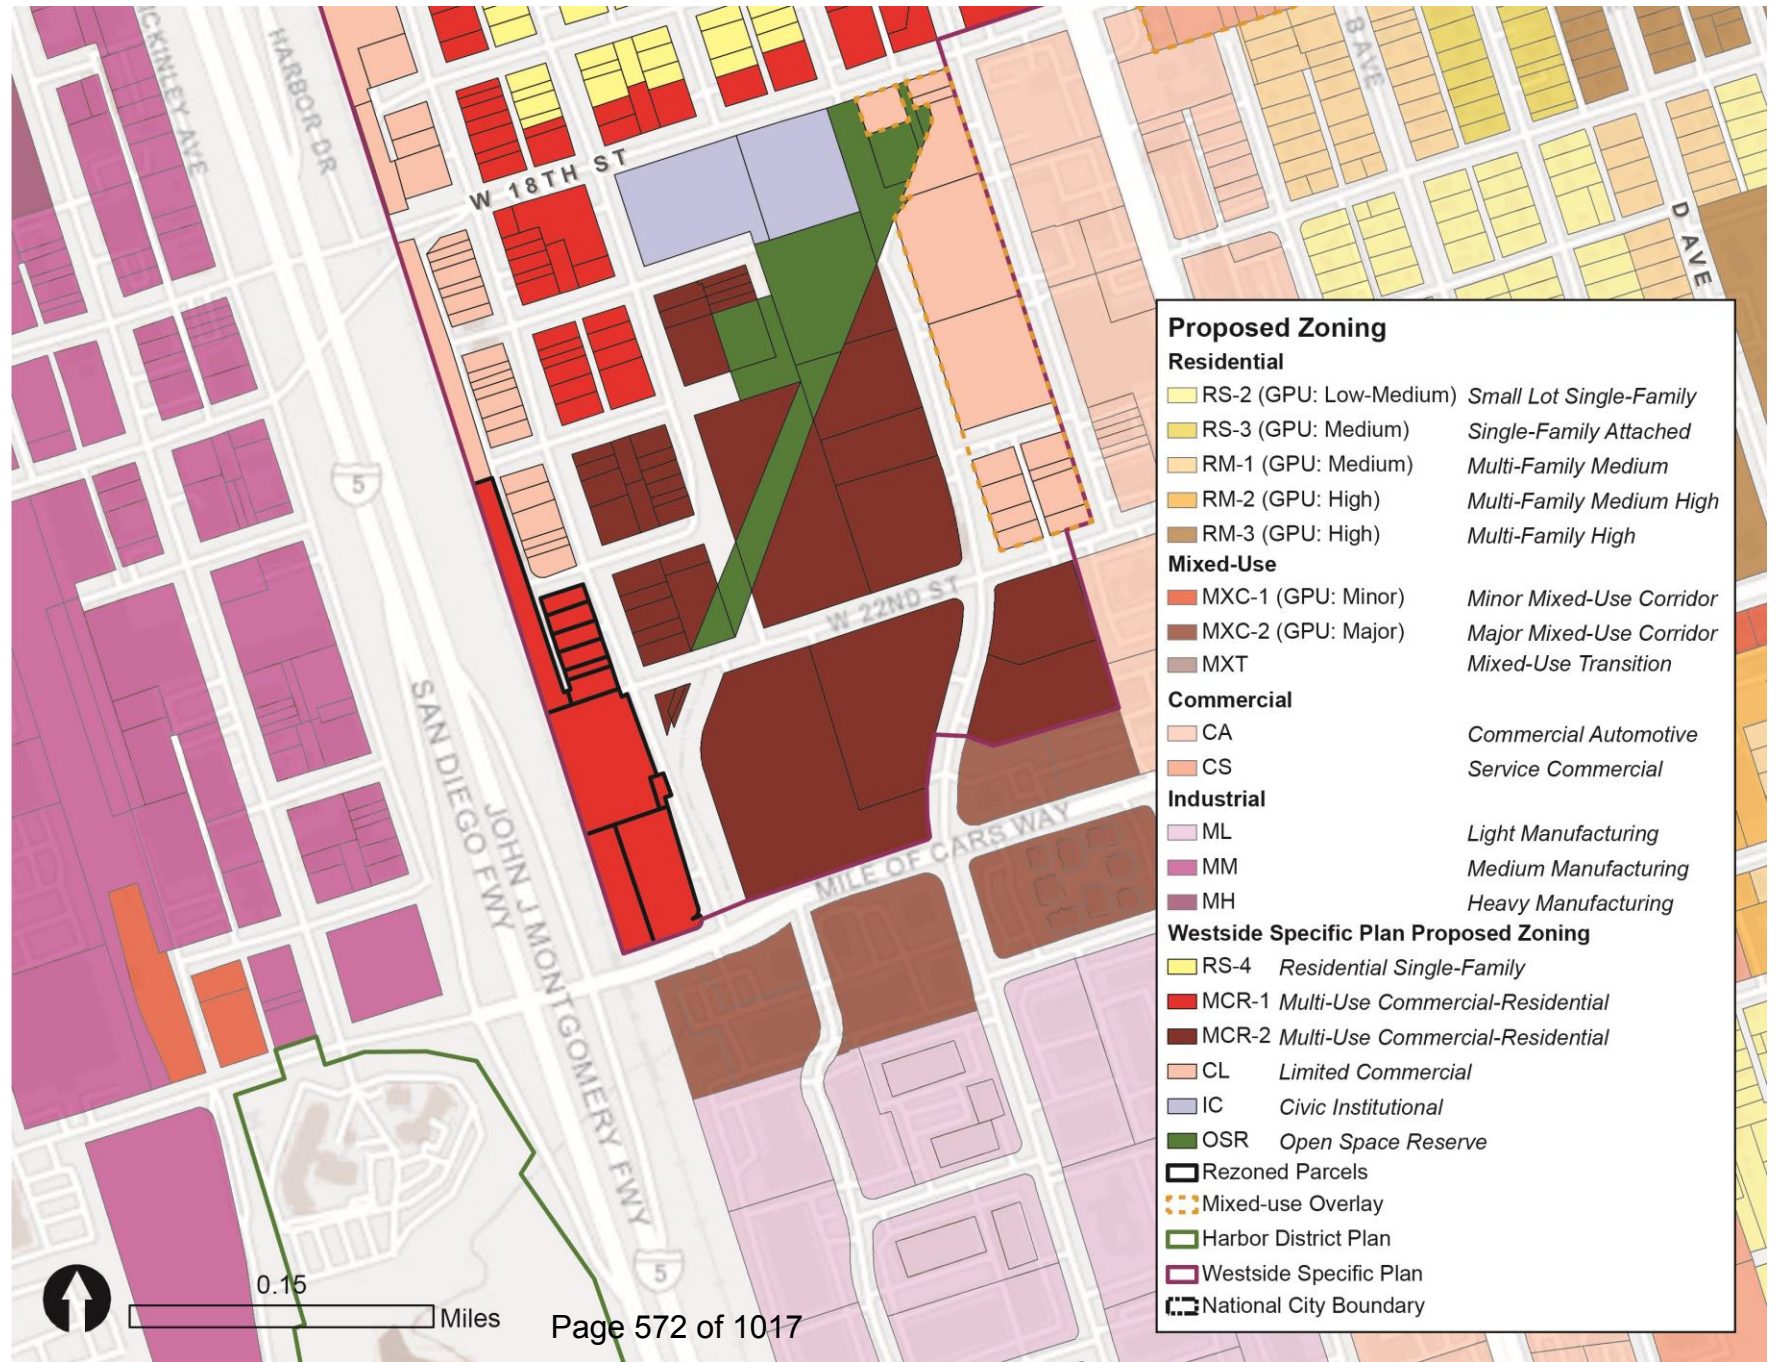 CKINLEY AVE
HARBOR DR
B AVE
W 18TH ST
D AVE
5
W 22ND ST
SAN DIEGO FWY
JOHN J MONTGOMERY FWY
MILE OF CARS WAY
5
Proposed Zoning
Residential
RS-2 (GPU: Low-Medium) Small Lot Single-Family
RS-3 (GPU: Medium) Single-Family Attached
RM-1 (GPU: Medium) Multi-Family Medium
RM-2 (GPU: High) Multi-Family Medium High
RM-3 (GPU: High) Multi-Family High
Mixed-Use
MXC-1 (GPU: Minor) Minor Mixed-Use Corridor
MXC-2 (GPU: Major) Major Mixed-Use Corridor
MXT Mixed-Use Transition
Commercial
CA Commercial Automotive
CS Service Commercial
Industrial
ML Light Manufacturing
MM Medium Manufacturing
MH Heavy Manufacturing
Westside Specific Plan Proposed Zoning
RS-4 Residential Single-Family
MCR-1 Multi-Use Commercial-Residential
MCR-2 Multi-Use Commercial-Residential
CL Limited Commercial
IC Civic Institutional
OSR Open Space Reserve
Rezoned Parcels
Mixed-use Overlay
Harbor District Plan
Westside Specific Plan
National City Boundary
0.15
Miles
Page 572 of 1017